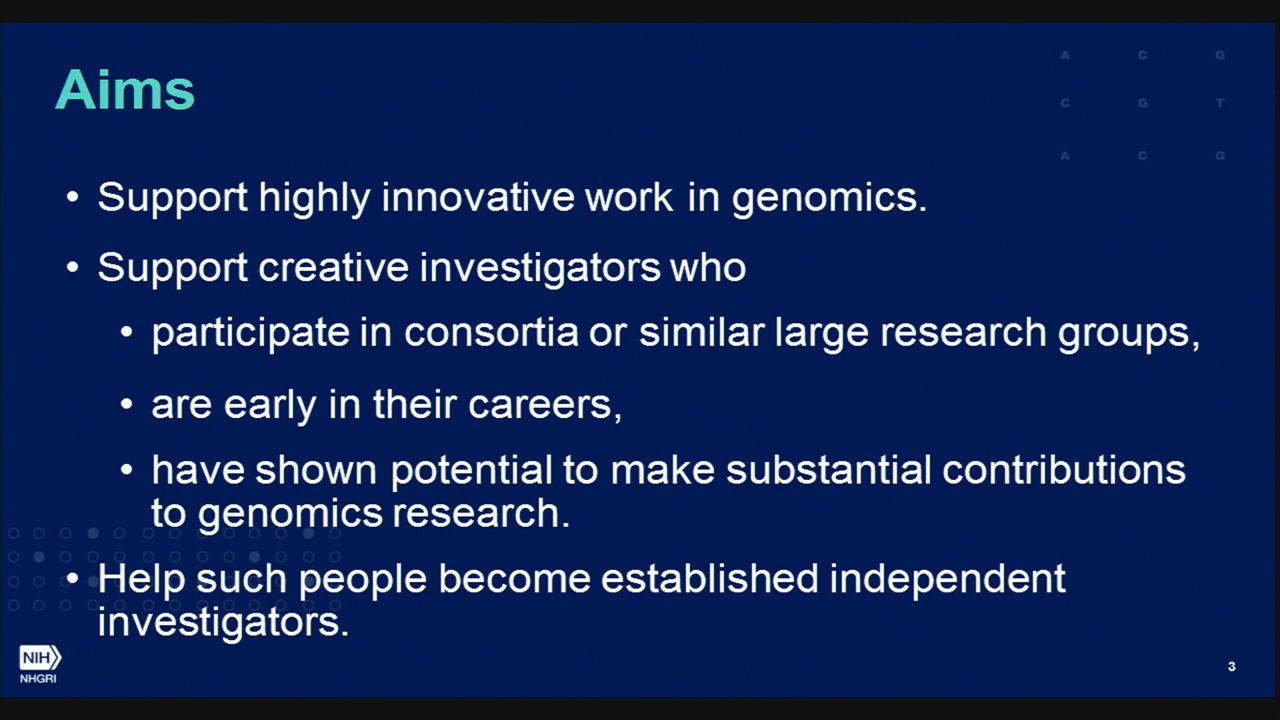 Aims
A C G
C G T
A C G
• Support highly innovative work in genomics.
• Support creative investigators who
• participate in consortia or similar large research groups,
• are early in their careers,
• have shown potential to make substantial contributions
to genomics research.
• Help such people become established independent
investigators.
NIH
NHGRI
3